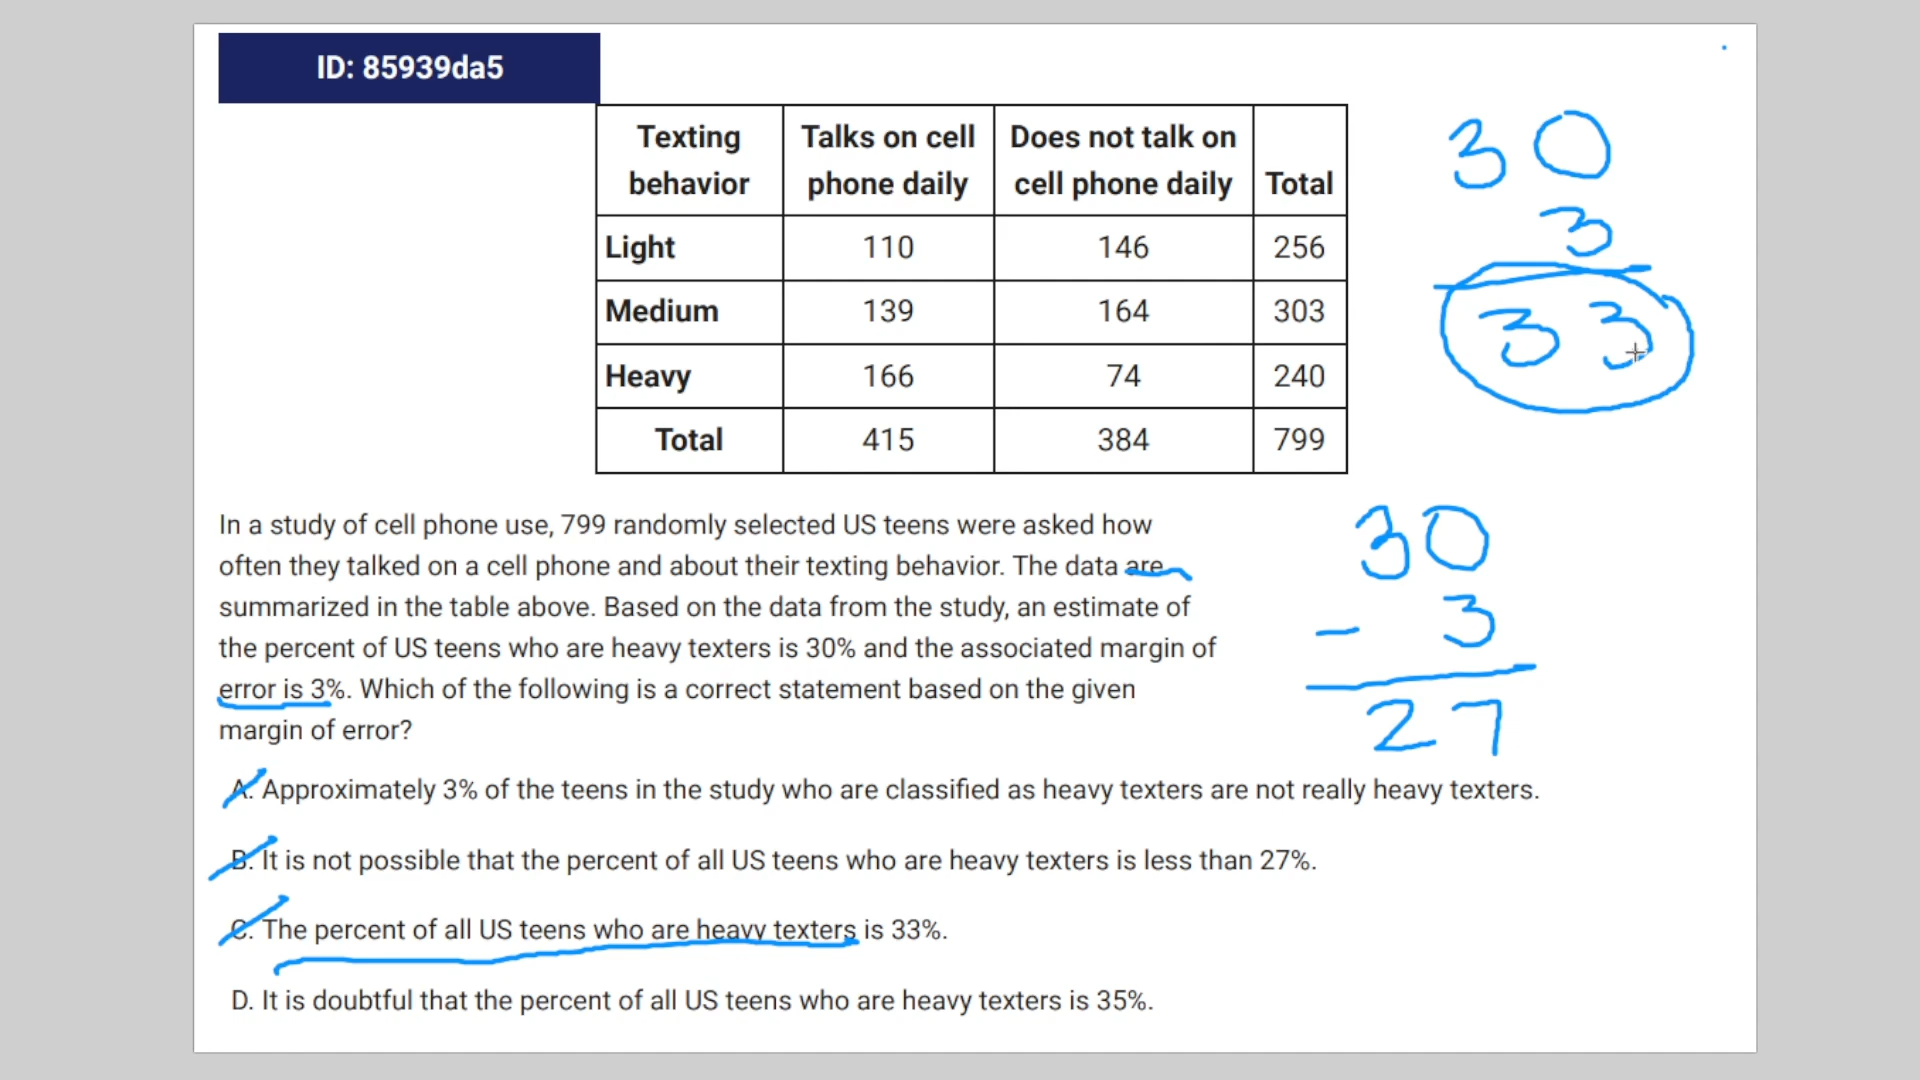 ID: 85939da5
Texting behavior Talks on cell phone daily Does not talk on cell phone daily Total
Light 110 146 256
Medium 139 164 303
Heavy 166 74 240
Total 415 384 799
30
3
33
In a study of cell phone use, 799 randomly selected US teens were asked how
often they talked on a cell phone and about their texting behavior. The data are
summarized in the table above. Based on the data from the study, an estimate of
the percent of US teens who are heavy texters is 30% and the associated margin of
error is 3%. Which of the following is a correct statement based on the given
margin of error?
30
- 3
27
A. Approximately 3% of the teens in the study who are classified as heavy texters are not really heavy texters.
B. It is not possible that the percent of all US teens who are heavy texters is less than 27%.
C. The percent of all US teens who are heavy texters is 33%.
D. It is doubtful that the percent of all US teens who are heavy texters is 35%.